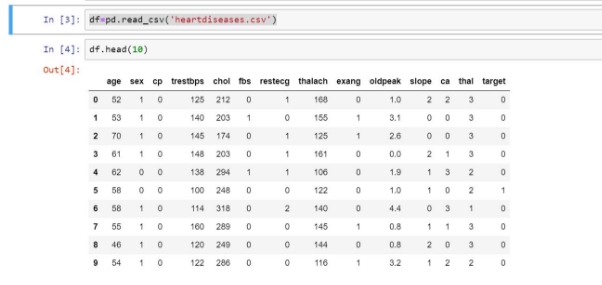 In [3]: df=pd.read_csv('heartdiseases.csv')
In [4]: df.head(10)
Out[4]:
age sex cp trestbps chol fbs restecg thalach exang oldpeak slope ca thal target
0 52 1 0 125 212 0 1 168 0 1.0 2 2 3 0
1 53 1 0 140 203 1 0 155 1 3.1 0 0 3 0
2 70 1 0 145 174 0 1 125 1 2.6 0 0 3 0
3 61 1 0 148 203 0 1 161 0 0.0 2 1 3 0
4 62 0 0 138 294 1 1 106 0 1.9 1 3 2 0
5 58 0 0 100 248 0 0 122 0 1.0 1 0 2 1
6 58 1 0 114 318 0 2 140 0 4.4 0 3 1 0
7 55 1 0 160 289 0 0 145 1 0.8 1 1 3 0
8 46 1 0 120 249 0 0 144 0 0.8 2 0 3 0
9 54 1 0 122 286 0 0 116 1 3.2 1 2 2 0